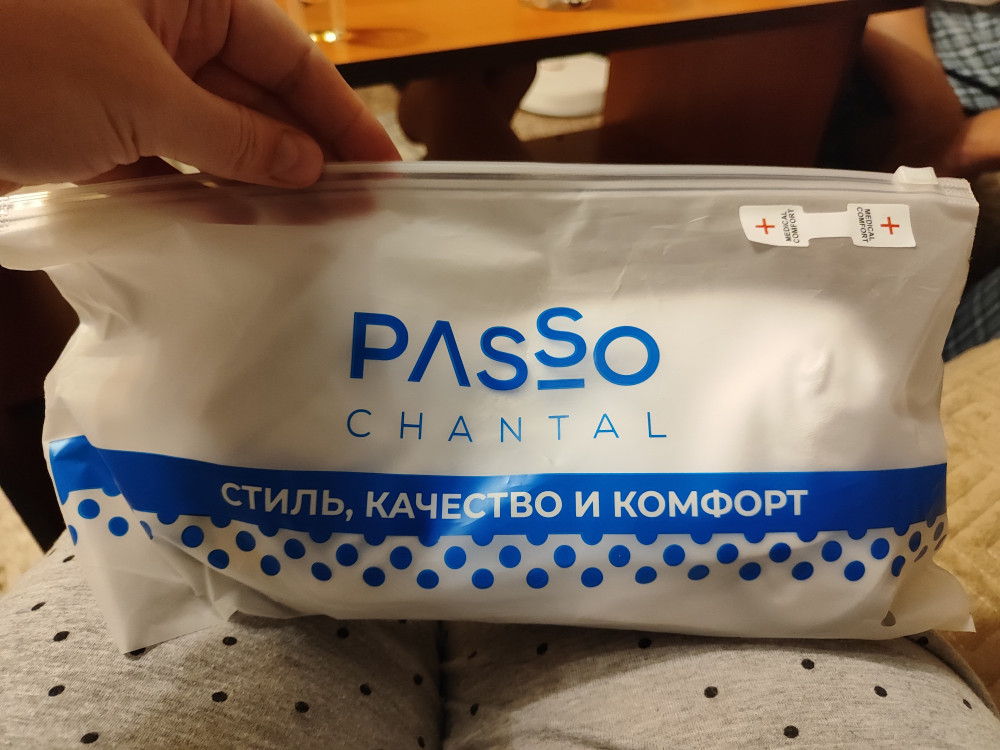 MEDICAL
COMFORT
MEDICAL
COMFORT
PASSO
CHANTAL
СТИЛЬ, КАЧЕСТВО И КОМФОРТ